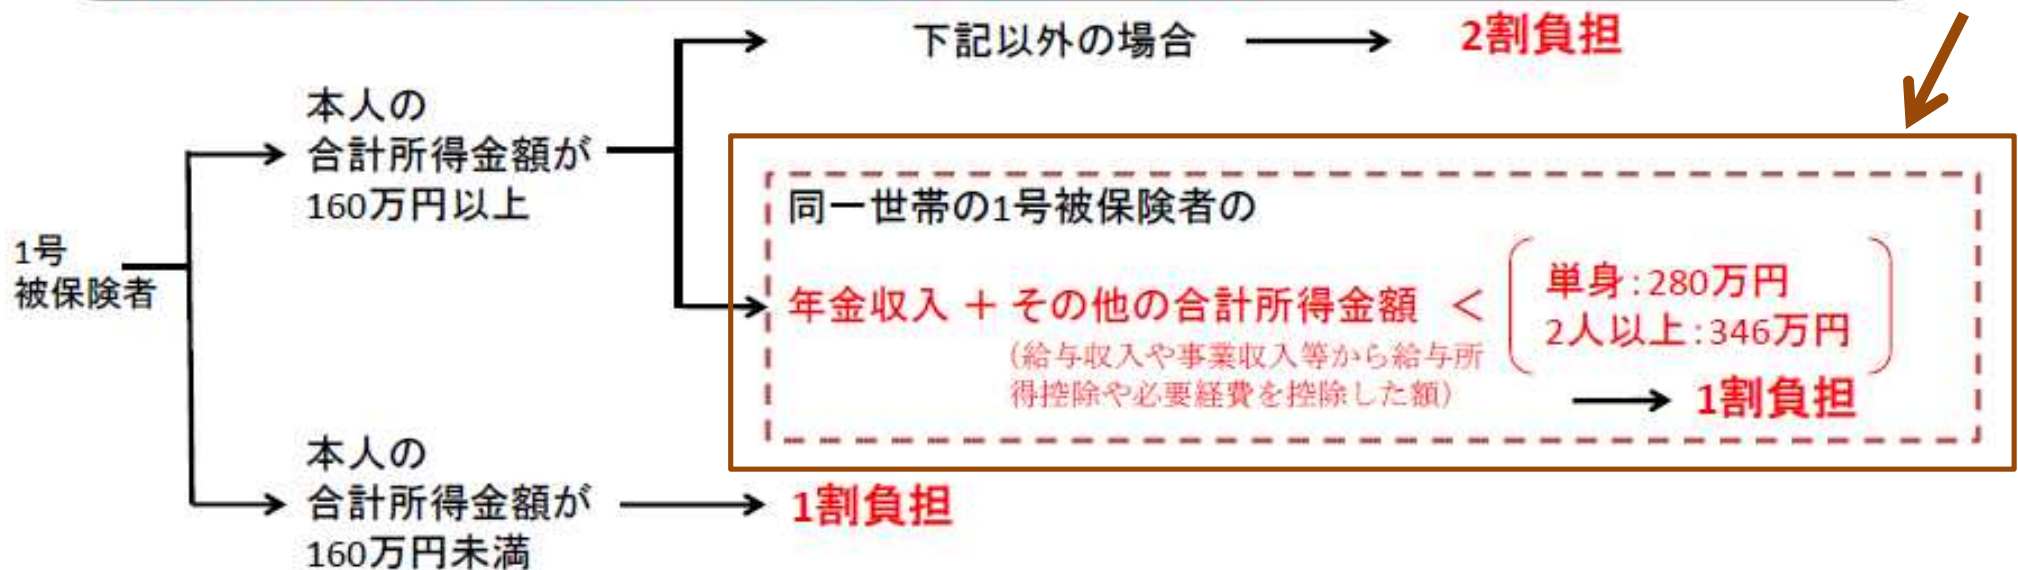 下記以外の場合
2割負担
本人の
合計所得金額が
160万円以上
1号
被保険者
同一世帯の1号被保険者の
年金収入 + その他の合計所得金額 <
(給与収入や事業収入等から給与所
得控除や必要経費を控除した額)
単身:280万円
2人以上:346万円
1割負担
本人の
合計所得金額が
160万円未満
1割負担